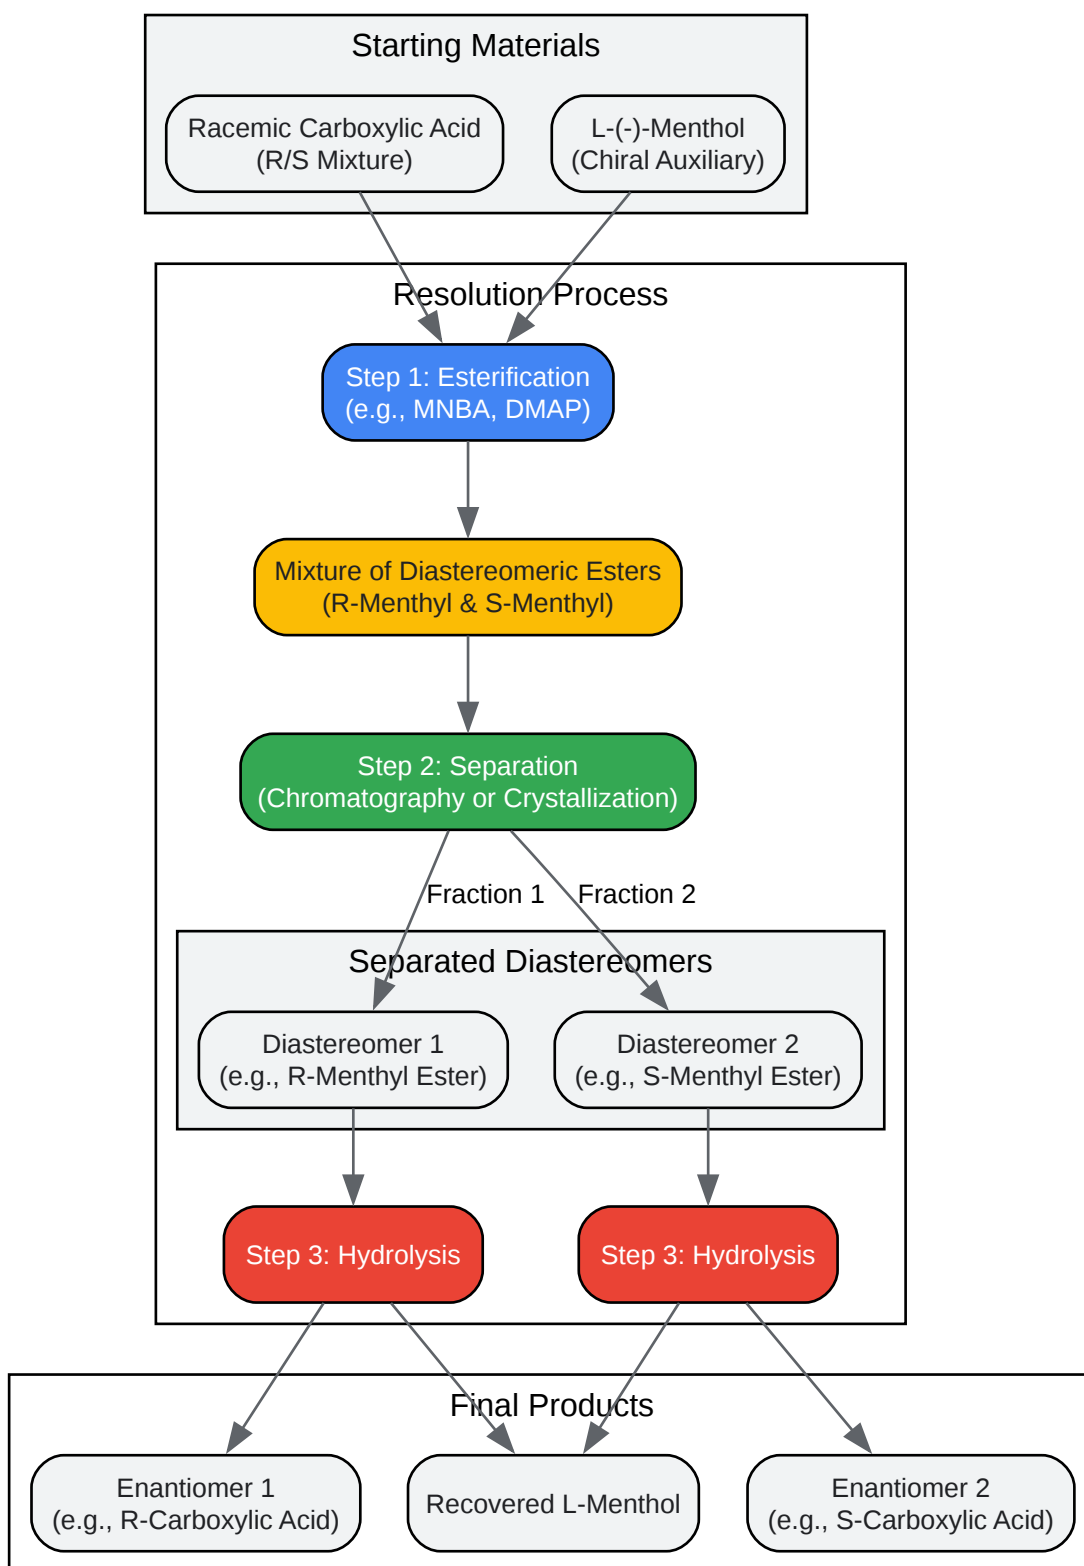 Starting Materials
Racemic Carboxylic Acid
(R/S Mixture)
L-(-)-Menthol
(Chiral Auxiliary)
Resolution Process
Step 1: Esterification
(e.g., MNBA, DMAP)
Mixture of Diastereomeric Esters
(R-Menthyl & S-Menthyl)
Step 2: Separation
(Chromatography or Crystallization)
Fraction 1
Fraction 2
Separated Diastereomers
Diastereomer 1
(e.g., R-Menthyl Ester)
Diastereomer 2
(e.g., S-Menthyl Ester)
Step 3: Hydrolysis
Step 3: Hydrolysis
Final Products
Enantiomer 1
(e.g., R-Carboxylic Acid)
Recovered L-Menthol
Enantiomer 2
(e.g., S-Carboxylic Acid)